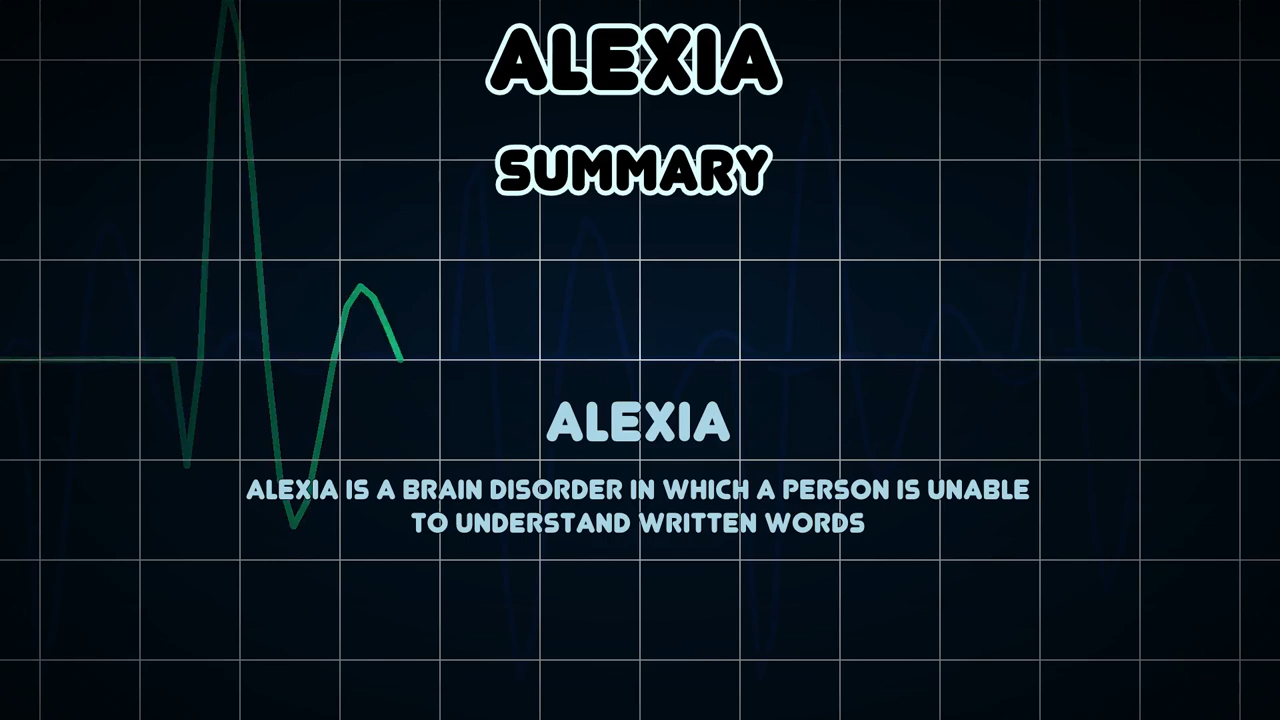 ALEXIA
SUMMARY
ALEXIA
ALEXIA IS A BRAIN DISORDER IN WHICH A PERSON IS UNABLE
TO UNDERSTAND WRITTEN WORDS